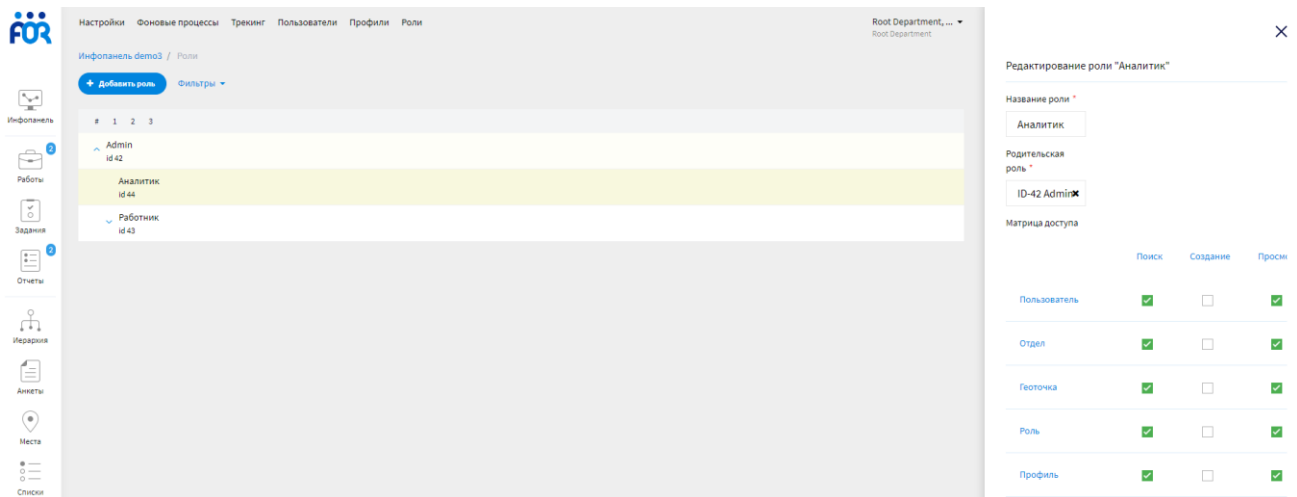 FOR
Настройки Фоновые процессы Трекинг Пользователи Профили Роли
Root Department, ...
Root Department
Инфопанель demo3 / Роли
+ Добавить роль Фильтры
# 1 2 3
Admin
id 42
Аналитик
id 44
Работник
id 43
Инфопанель
2
Работы
Задания
2
Отчеты
Иерархия
Анкеты
Места
Списки
Редактирование роли "Аналитик"
Название роли *
Аналитик
Родительская
роль *
ID-42 Admin
Матрица доступа
Поиск Создание Просм
Пользователь
Отдел
Геоточка
Роль
Профиль